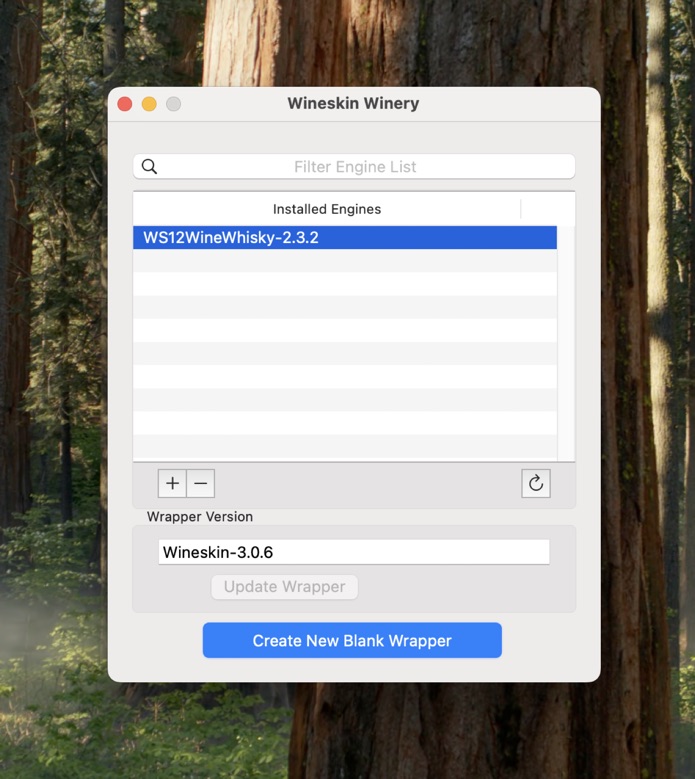 Wineskin Winery
Filter Engine List
Installed Engines
WS12WineWhisky-2.3.2
Wrapper Version
Wineskin-3.0.6
Update Wrapper
Create New Blank Wrapper